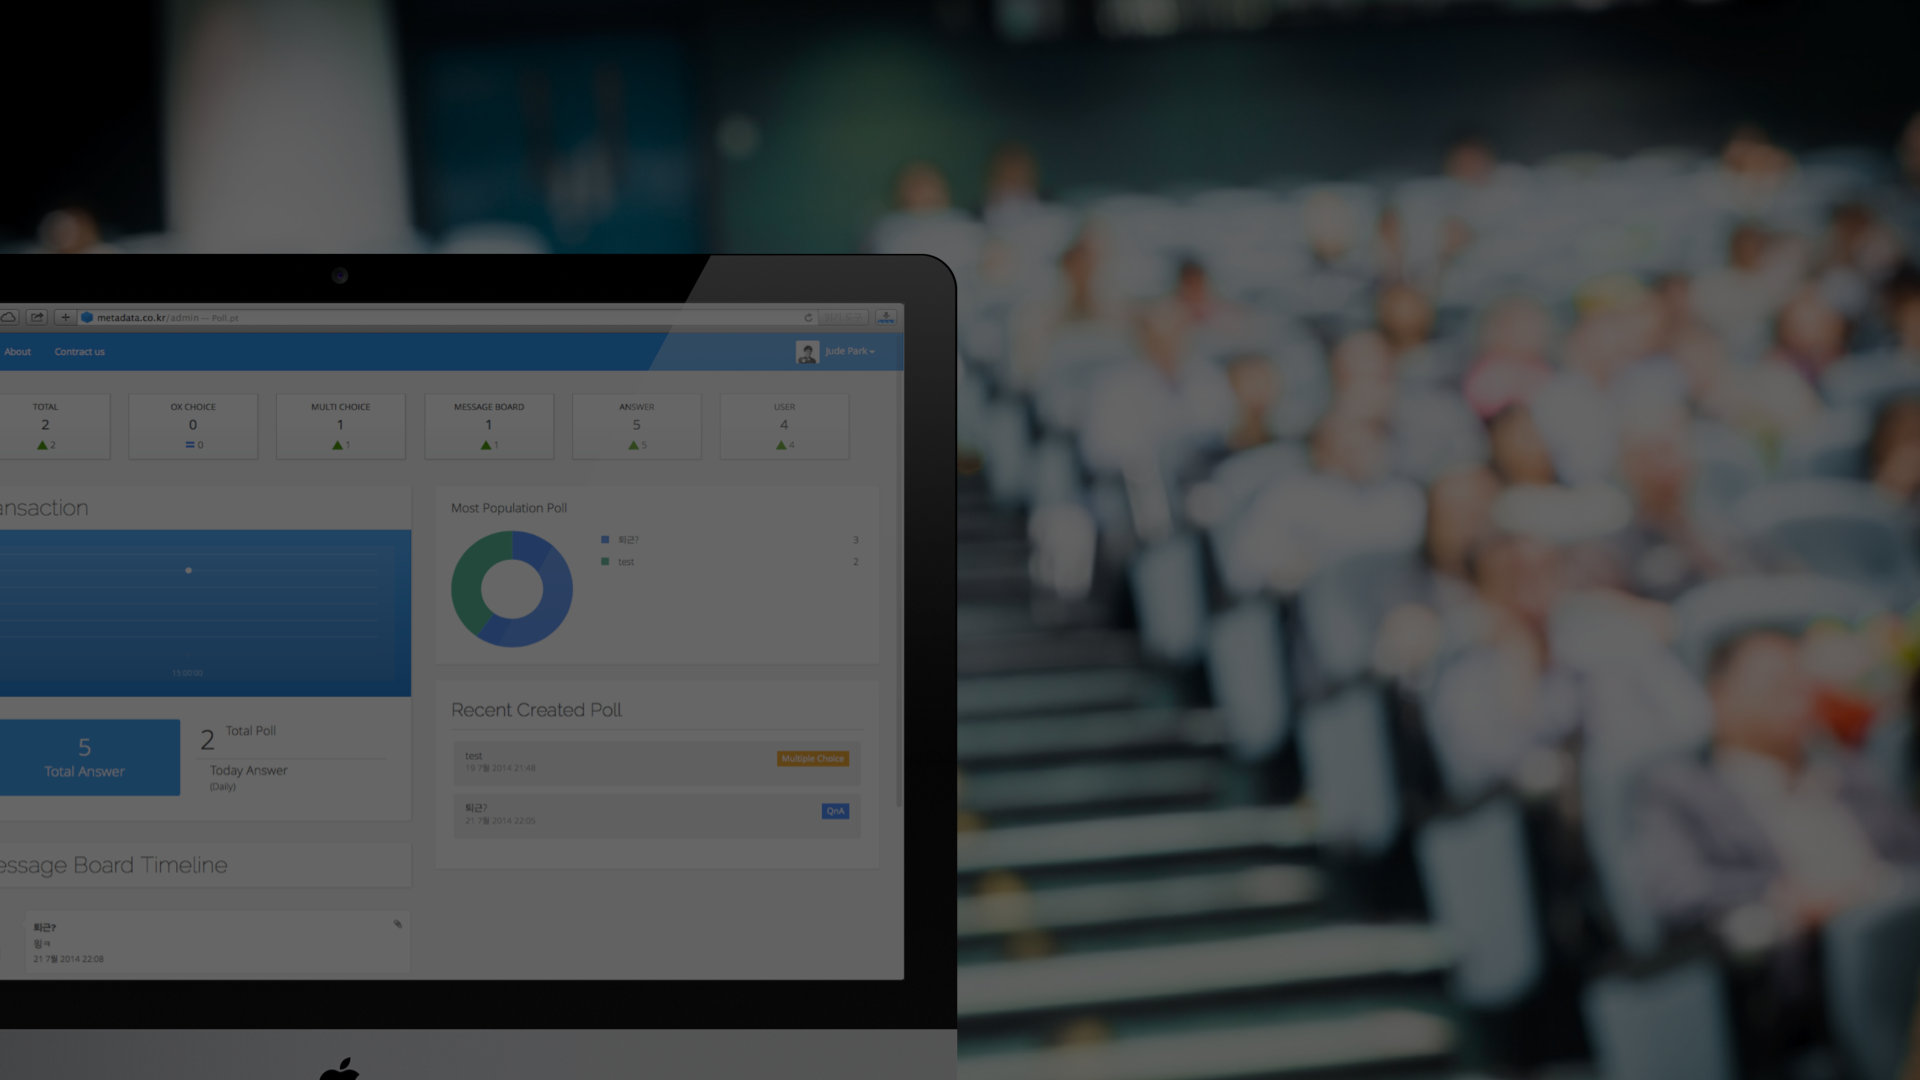 metadata.co.kr/admin — Poll.pt
About
Contract us
Jude Park
TOTAL
2
2
OX CHOICE
0
0
MULTI CHOICE
1
1
MESSAGE BOARD
1
1
ANSWER
5
5
USER
4
4
ansaction
15:00:00
Most Population Poll
퇴근? 3
test 2
5
Total Answer
2 Total Poll
Today Answer
(Daily)
Recent Created Poll
test
19 7월 2014 21:48
Multiple Choice
퇴근?
21 7월 2014 22:05
QnA
essage Board Timeline
퇴근?
21 7월 2014 22:08